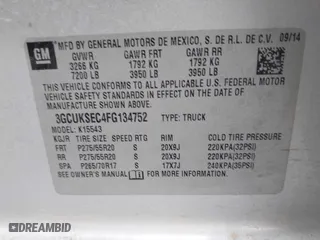 GM
MFD BY GENERAL MOTORS DE MEXICO, S. DE R.L. DE C.V. 09/14
GVWR GAWR FRT GAWR RR
3266 KG 1792 KG 1792 KG
7200 LB 3950 LB 3950 LB
THIS VEHICLE CONFORMS TO ALL APPLICABLE U.S. FEDERAL MOTOR
VEHICLE SAFETY STANDARDS IN EFFECT ON THE DATE OF
MANUFACTURE SHOWN ABOVE.
3GCUKSEC4FG134752 TYPE: TRUCK
MODEL: K15543
TIRE SIZE SPEED RTG RIM COLD TIRE PRESSURE
FRT P275/55R20 S 20X9J 220KPA(32PSI)
RR P275/55R20 S 20X9J 220KPA(32PSI)
SPA P265/70R17 S 17X7J 240KPA(35PSI)
SEE OWNER MANUAL FOR MORE INFORMATION.
DEALERSHIP